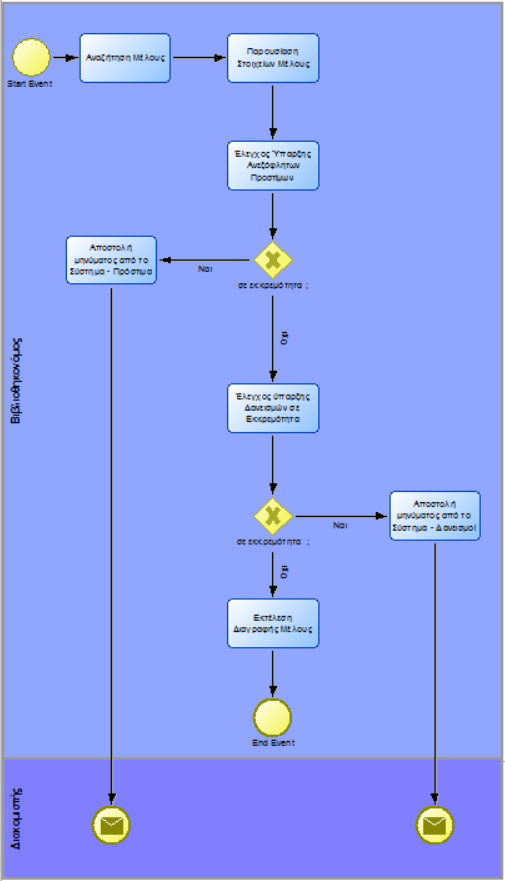 Start Event
Αναζήτηση Μέλους
Παρουσίαση
Στοιχείων Μέλους
Έλεγχος Ύπαρξης
Ανεξόφλητων
Προστίμων
Αποστολή
μηνύματος από το
Σύστημα - Πρόστιμα
Ναι
σε εκκρεμότητα ;
Όχι
Βιβλιοθηκονόμος
Έλεγχος ύπαρξης
Δανεισμών σε
Εκκρεμότητα
Αποστολή
μηνύματος από το
Σύστημα - Δανεισμοί
Ναι
σε εκκρεμότητα ;
Όχι
Εκτέλεση
Διαγραφής Μέλους
End Event
Διακομιστής